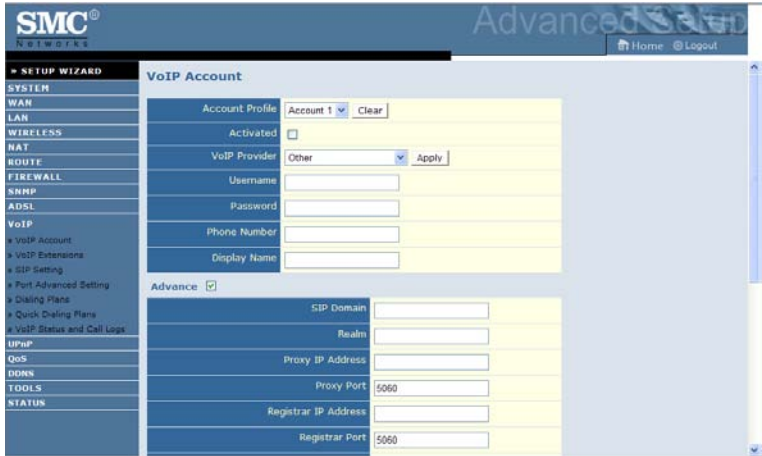 SMC®
Networks
Advanced Setup
Home Logout
» SETUP WIZARD
SYSTEM
WAN
LAN
WIRELESS
NAT
ROUTE
FIREWALL
SNMP
ADSL
VoIP
» VoIP Account
» VoIP Extensions
» SIP Setting
» Port Advanced Setting
» Dialing Plans
» Quick Dialing Plans
» VoIP Status and Call Logs
UPnP
QoS
DDNS
TOOLS
STATUS
VoIP Account
Account Profile Account 1 Clear
Activated
VoIP Provider Other Apply
Username
Password
Phone Number
Display Name
Advance
SIP Domain
Realm
Proxy IP Address
Proxy Port 5060
Registrar IP Address
Registrar Port 5060